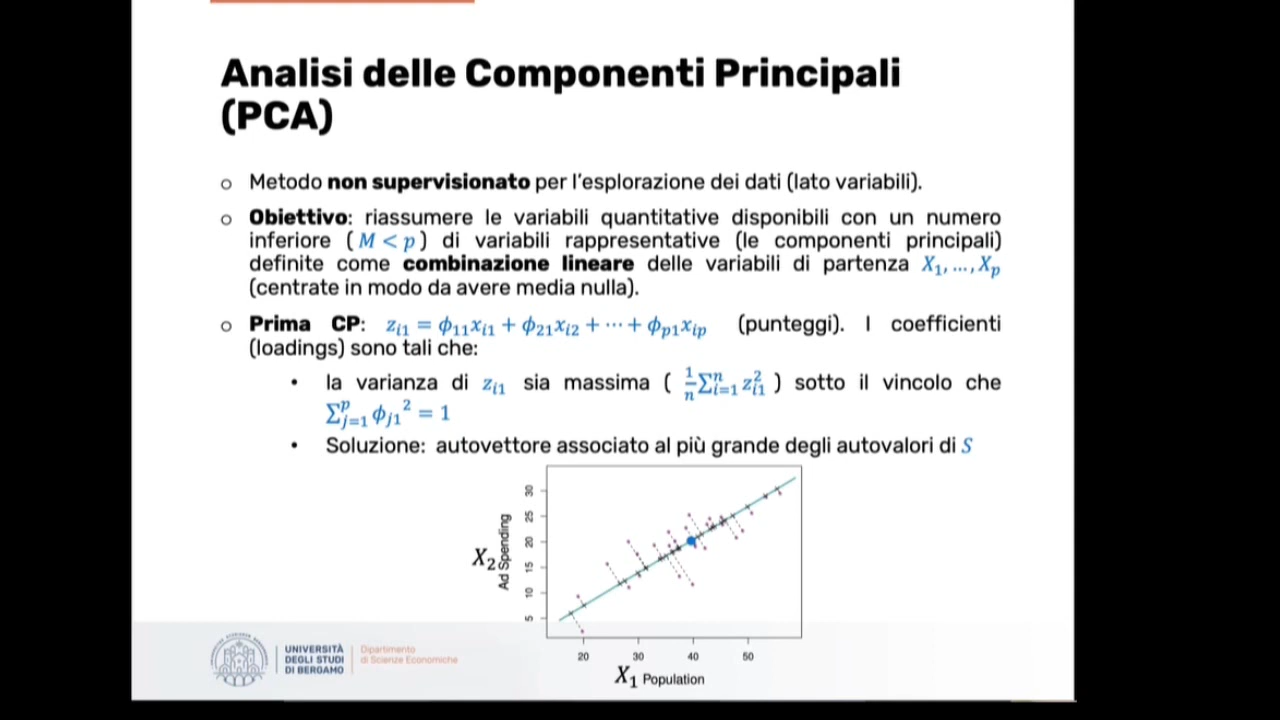 Analisi delle Componenti Principali
(PCA)
○ Metodo non supervisionato per l'esplorazione dei dati (lato variabili).
○ Obiettivo: riassumere le variabili quantitative disponibili con un numero
inferiore (M < p) di variabili rappresentative (le componenti principali)
definite come combinazione lineare delle variabili di partenza X₁, …, Xₚ
(centrate in modo da avere media nulla).
○ Prima CP: zᵢ₁ = ϕ₁₁xᵢ₁ + ϕ₂₁xᵢ₂ + ⋯ + ϕₚ₁xᵢₚ (punteggi). I coefficienti
(loadings) sono tali che:
• la varianza di zᵢ₁ sia massima ( 1/n Σⁿᵢ₌₁ z²ᵢ₁ ) sotto il vincolo che
Σᵖⱼ₌₁ ϕⱼ₁² = 1
• Soluzione: autovettore associato al più grande degli autovalori di S
30
25
20
15
10
5
X₂ Ad Spending
20 30 40 50
X₁ Population
UNIVERSITÀ
DEGLI STUDI
DI BERGAMO
Dipartimento
di Scienze Economiche